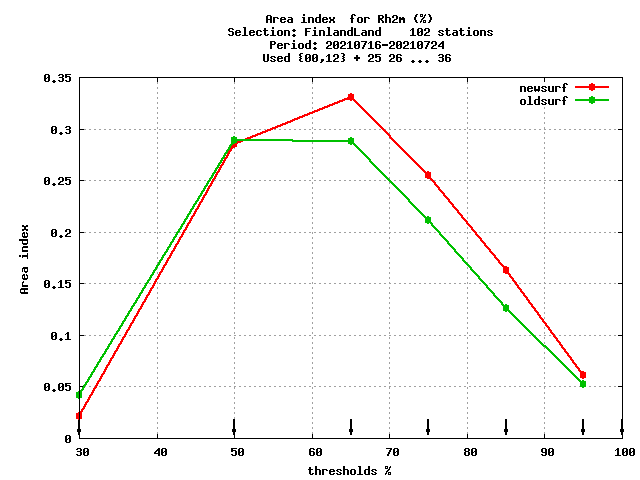 Area index  for Rh2m (%)
Selection: FinlandLand    102 stations
Period: 20210716-20210724
Used {00,12} + 25 26 ... 36
0.35
0.3
0.25
0.2
0.15
0.1
0.05
0
Area index
newsurf
oldsurf
30 40 50 60 70 80 90 100
thresholds %